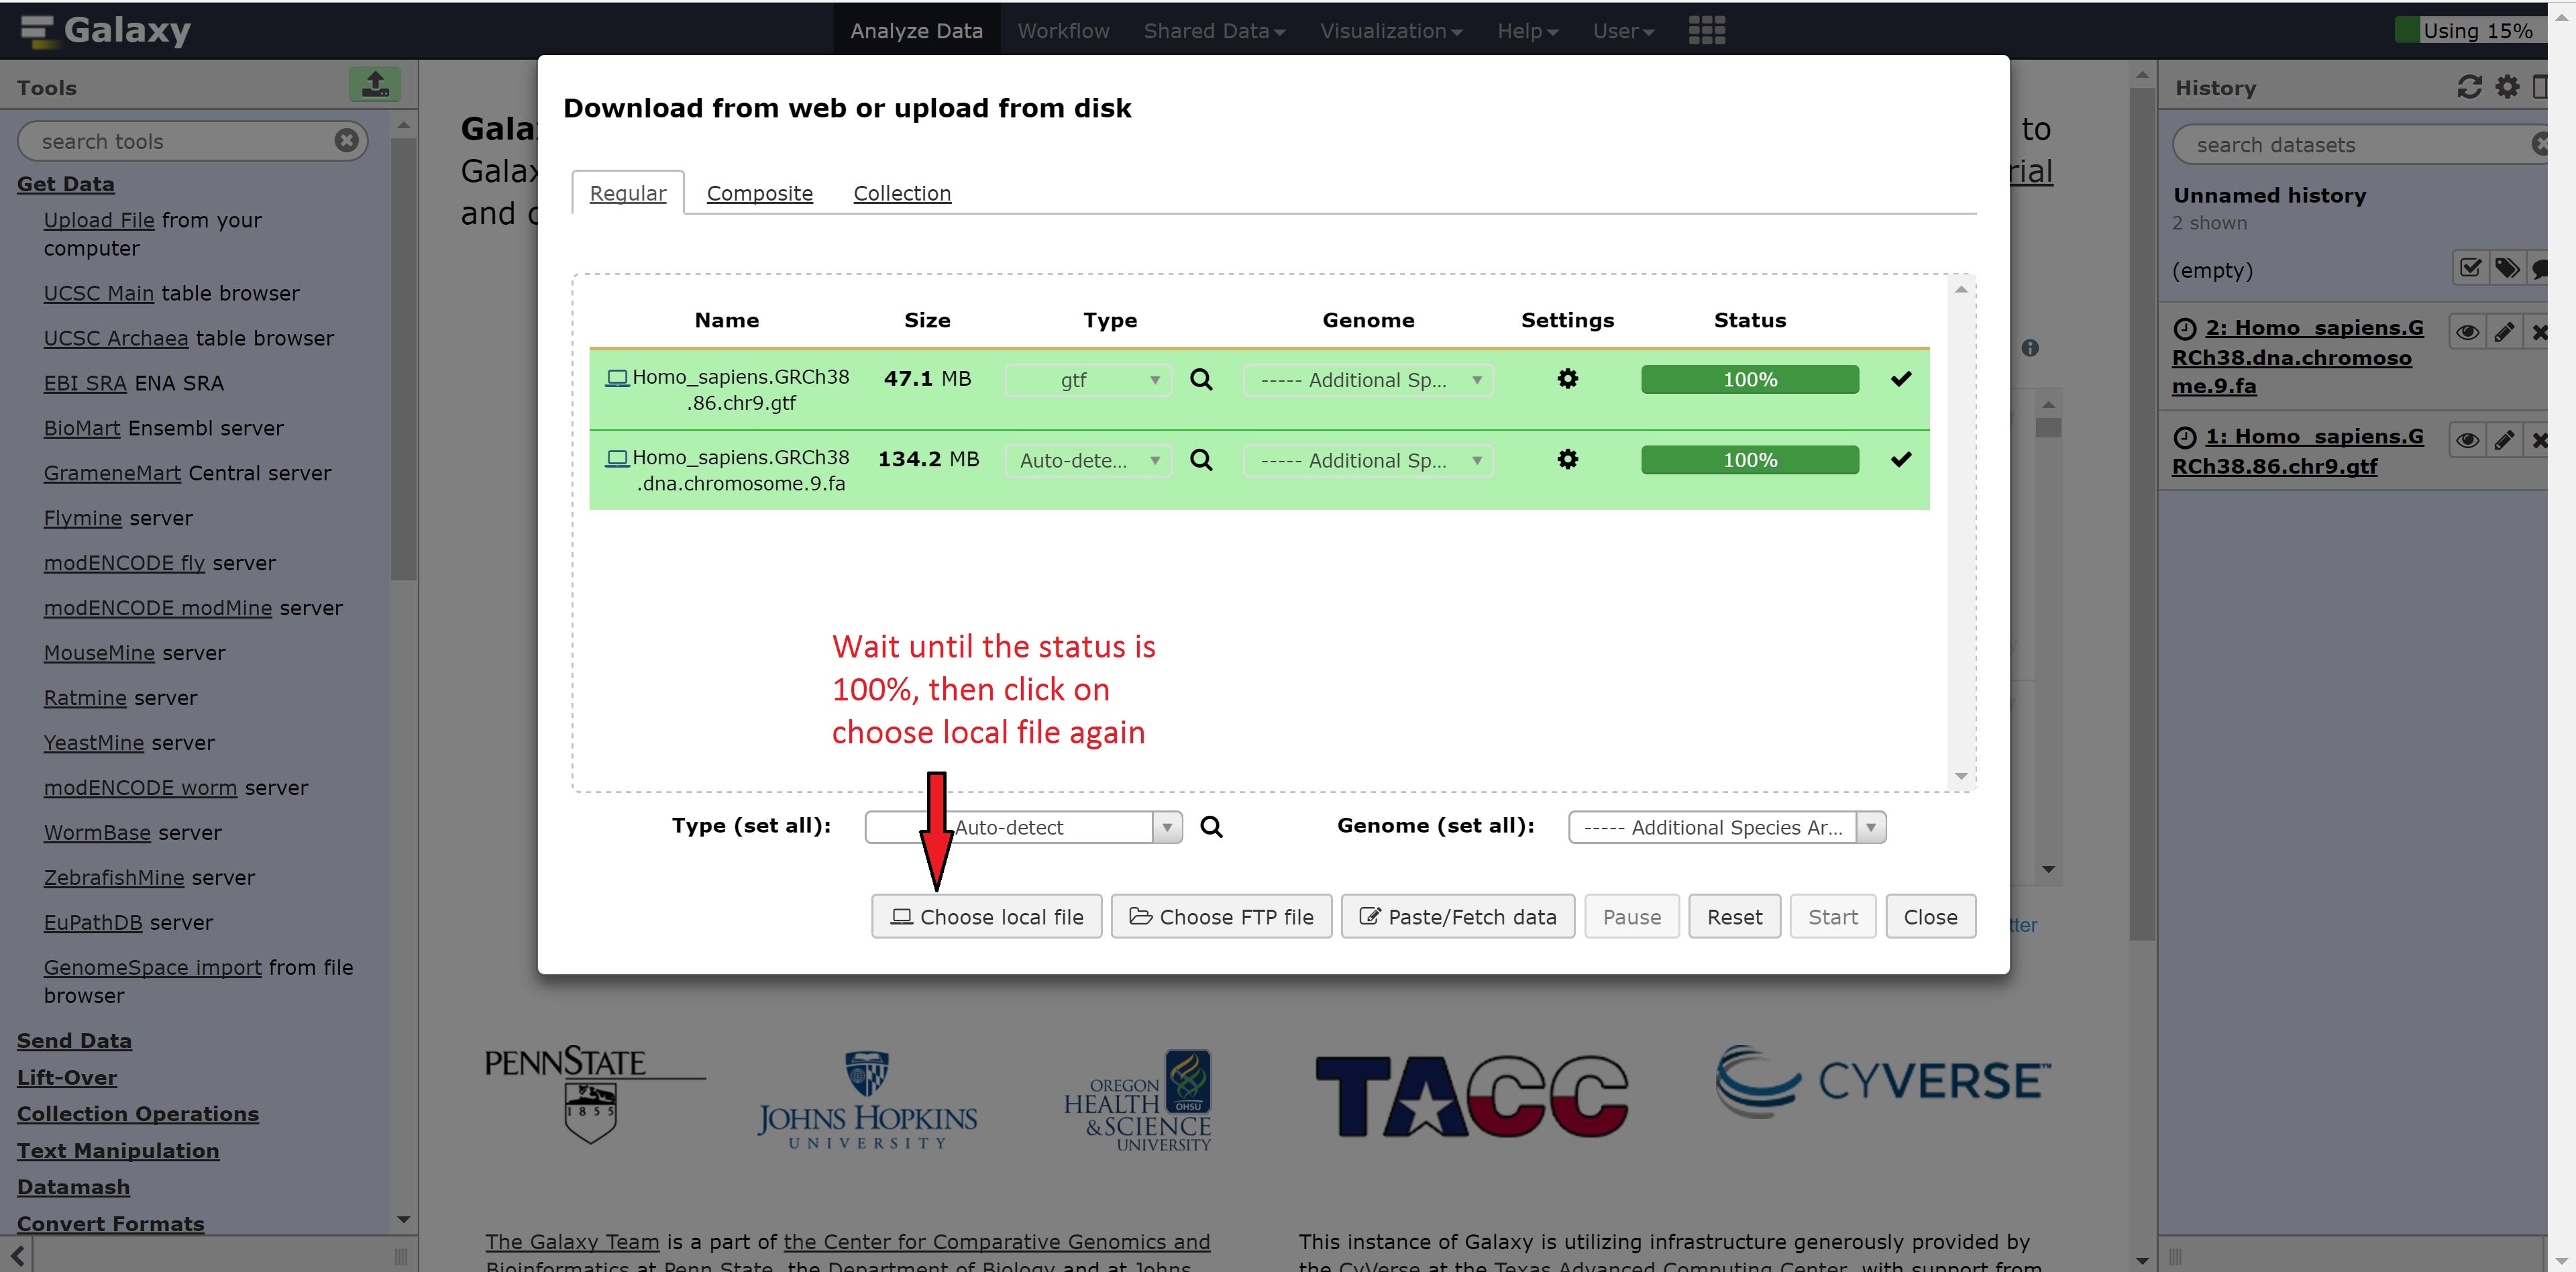 Galaxy
Analyze Data
Workflow
Shared Data
Visualization
Help
User
Using 15%
Tools
search tools
Get Data
Upload File from your
computer
UCSC Main table browser
UCSC Archaea table browser
EBI SRA ENA SRA
BioMart Ensembl server
GrameneMart Central server
Flymine server
modENCODE fly server
modENCODE modMine server
MouseMine server
Ratmine server
YeastMine server
modENCODE worm server
WormBase server
ZebrafishMine server
EuPathDB server
GenomeSpace import from file
browser
Send Data
Lift-Over
Collection Operations
Text Manipulation
Datamash
Convert Formats
Gala
to
Galax
rial
and
Download from web or upload from disk
Regular
Composite
Collection
Name Size Type Genome Settings Status
Homo_sapiens.GRCh38 47.1 MB gtf ----- Additional Sp... 100%
.86.chr9.gtf
Homo_sapiens.GRCh38 134.2 MB Auto-dete... ----- Additional Sp... 100%
.dna.chromosome.9.fa
Wait until the status is
100%, then click on
choose local file again
Type (set all): Auto-detect Genome (set all): ----- Additional Species Ar...
Choose local file
Choose FTP file
Paste/Fetch data
Pause
Reset
Start
Close
tter
PENNSTATE
1855
JOHNS HOPKINS
UNIVERSITY
OREGON
HEALTH
&SCIENCE
UNIVERSITY
OHSU
TACC
CYVERSE™
The Galaxy Team is a part of the Center for Comparative Genomics and
Bioinformatics at Penn State, the Department of Biology and at Johns
This instance of Galaxy is utilizing infrastructure generously provided by
the CyVerse at the Texas Advanced Computing Center, with support from
History
search datasets
Unnamed history
2 shown
(empty)
2: Homo_sapiens.G
RCh38.dna.chromoso
me.9.fa
1: Homo_sapiens.G
RCh38.86.chr9.gtf